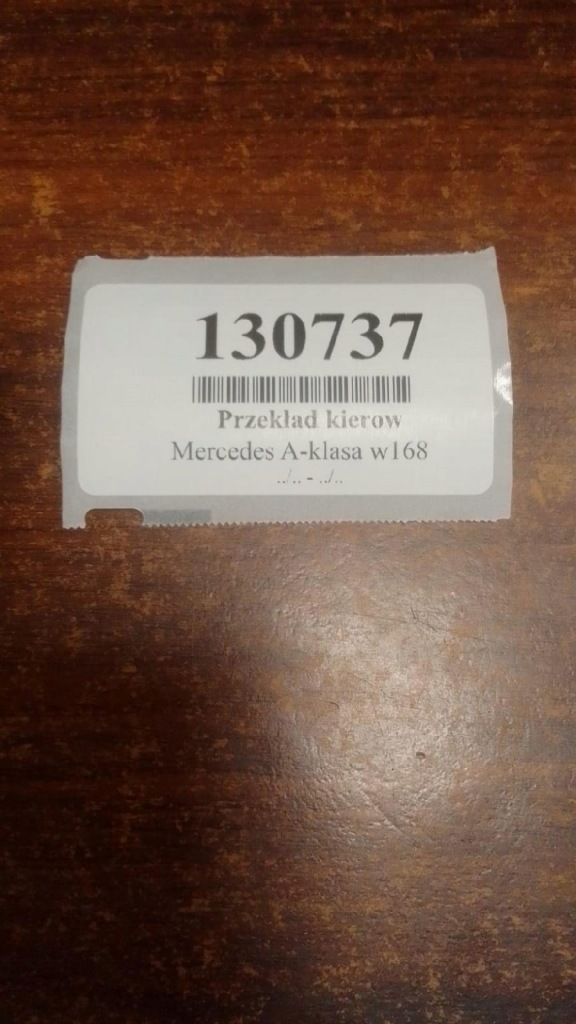 130737
Przekład kierow
Mercedes A-klasa w168
../.. - ../..